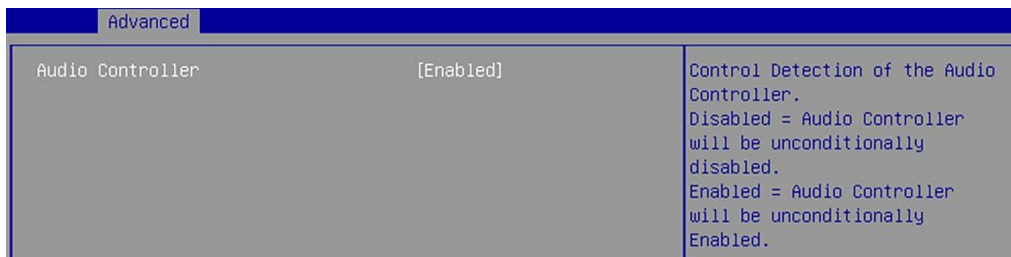 Advanced
Audio Controller [Enabled]
Control Detection of the Audio
Controller.
Disabled = Audio Controller
will be unconditionally
disabled.
Enabled = Audio Controller
will be unconditionally
Enabled.